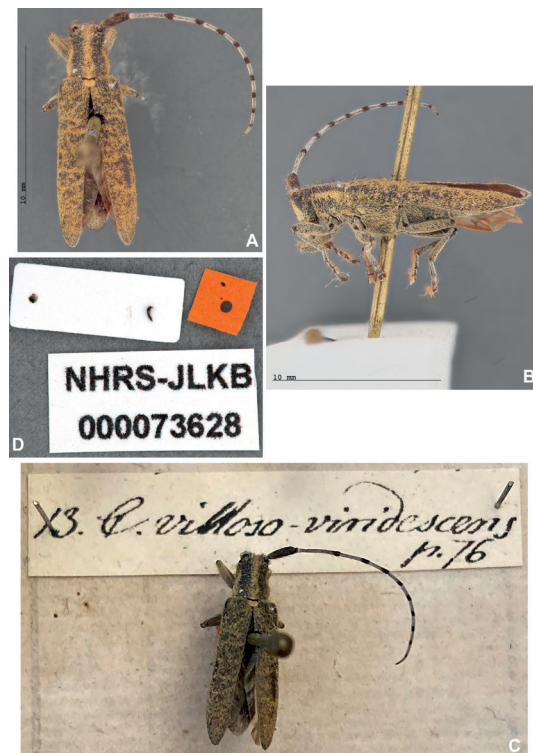 A
10 mm
B
10 mm
D
NHRS-JLKB
000073628
X3. C. villoso-viridescens
p. 76
C